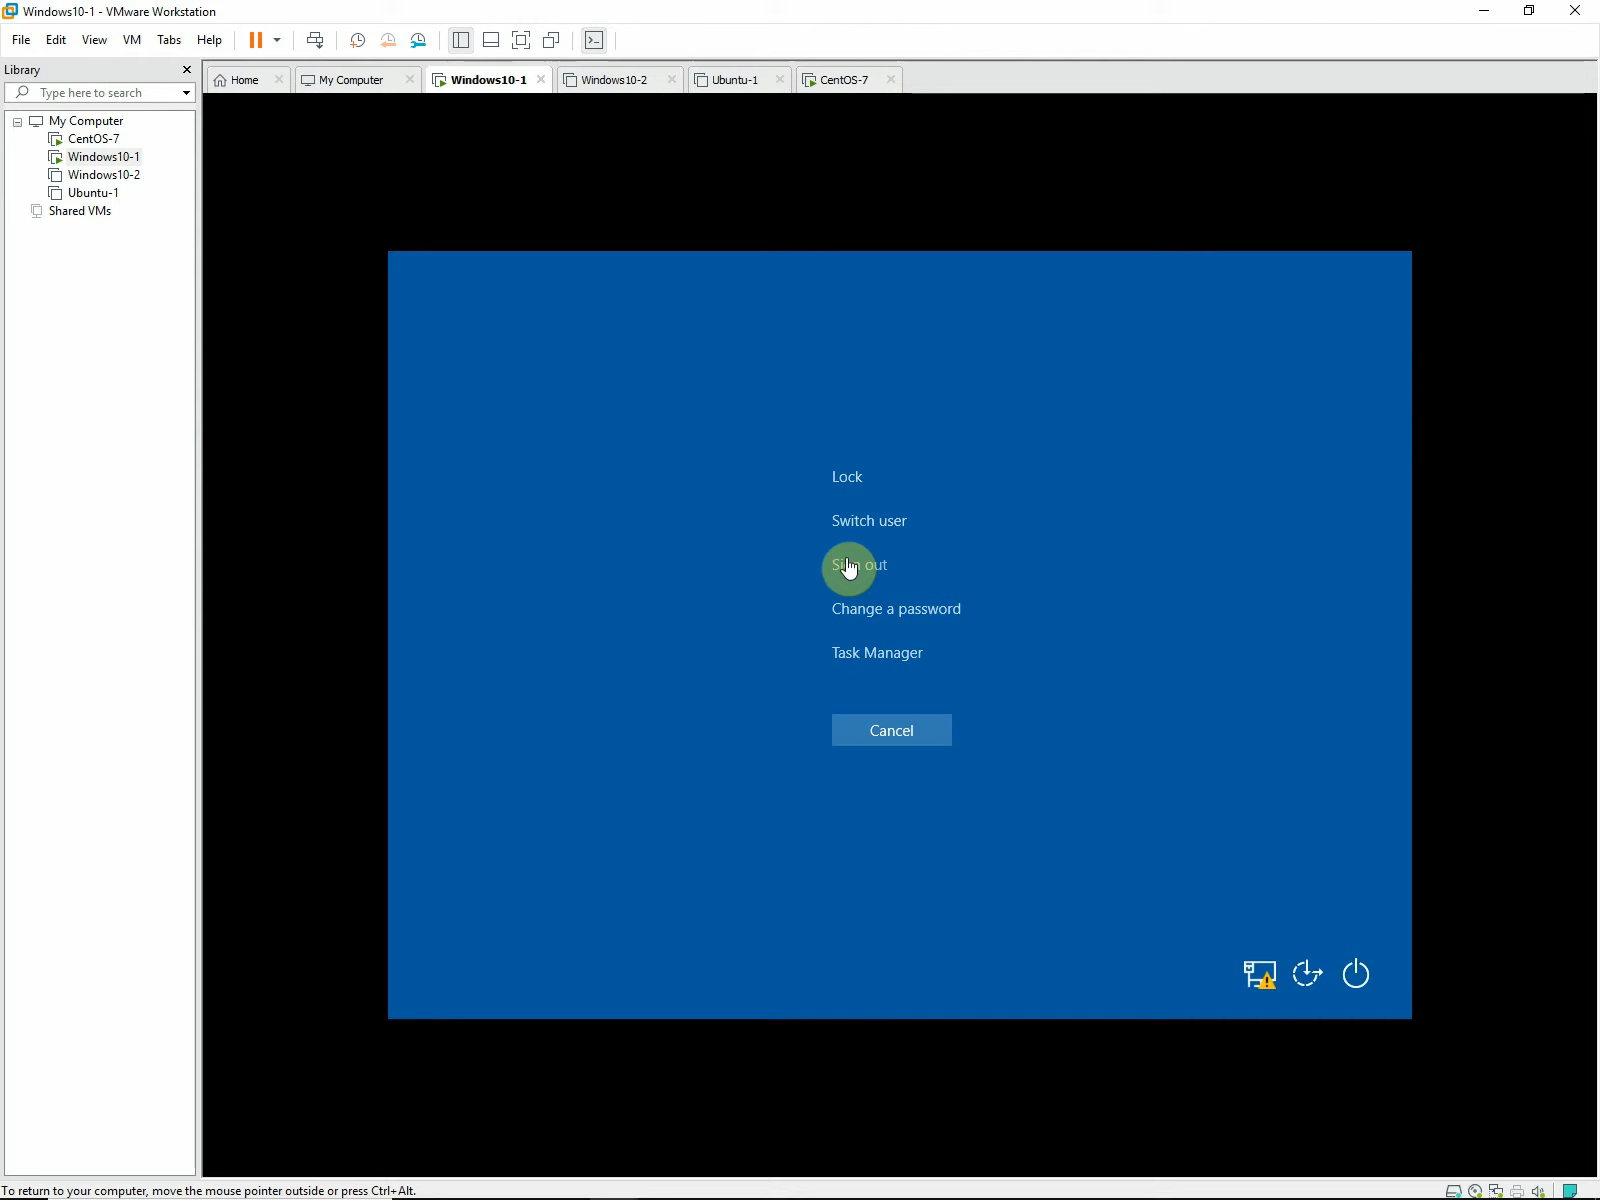 Windows10-1 - VMware Workstation
File Edit View VM Tabs Help
Library
Type here to search
Home My Computer Windows10-1 Windows10-2 Ubuntu-1 CentOS-7
My Computer
CentOS-7
Windows10-1
Windows10-2
Ubuntu-1
Shared VMs
Lock
Switch user
Sign out
Change a password
Task Manager
Cancel
To return to your computer, move the mouse pointer outside or press Ctrl+Alt.